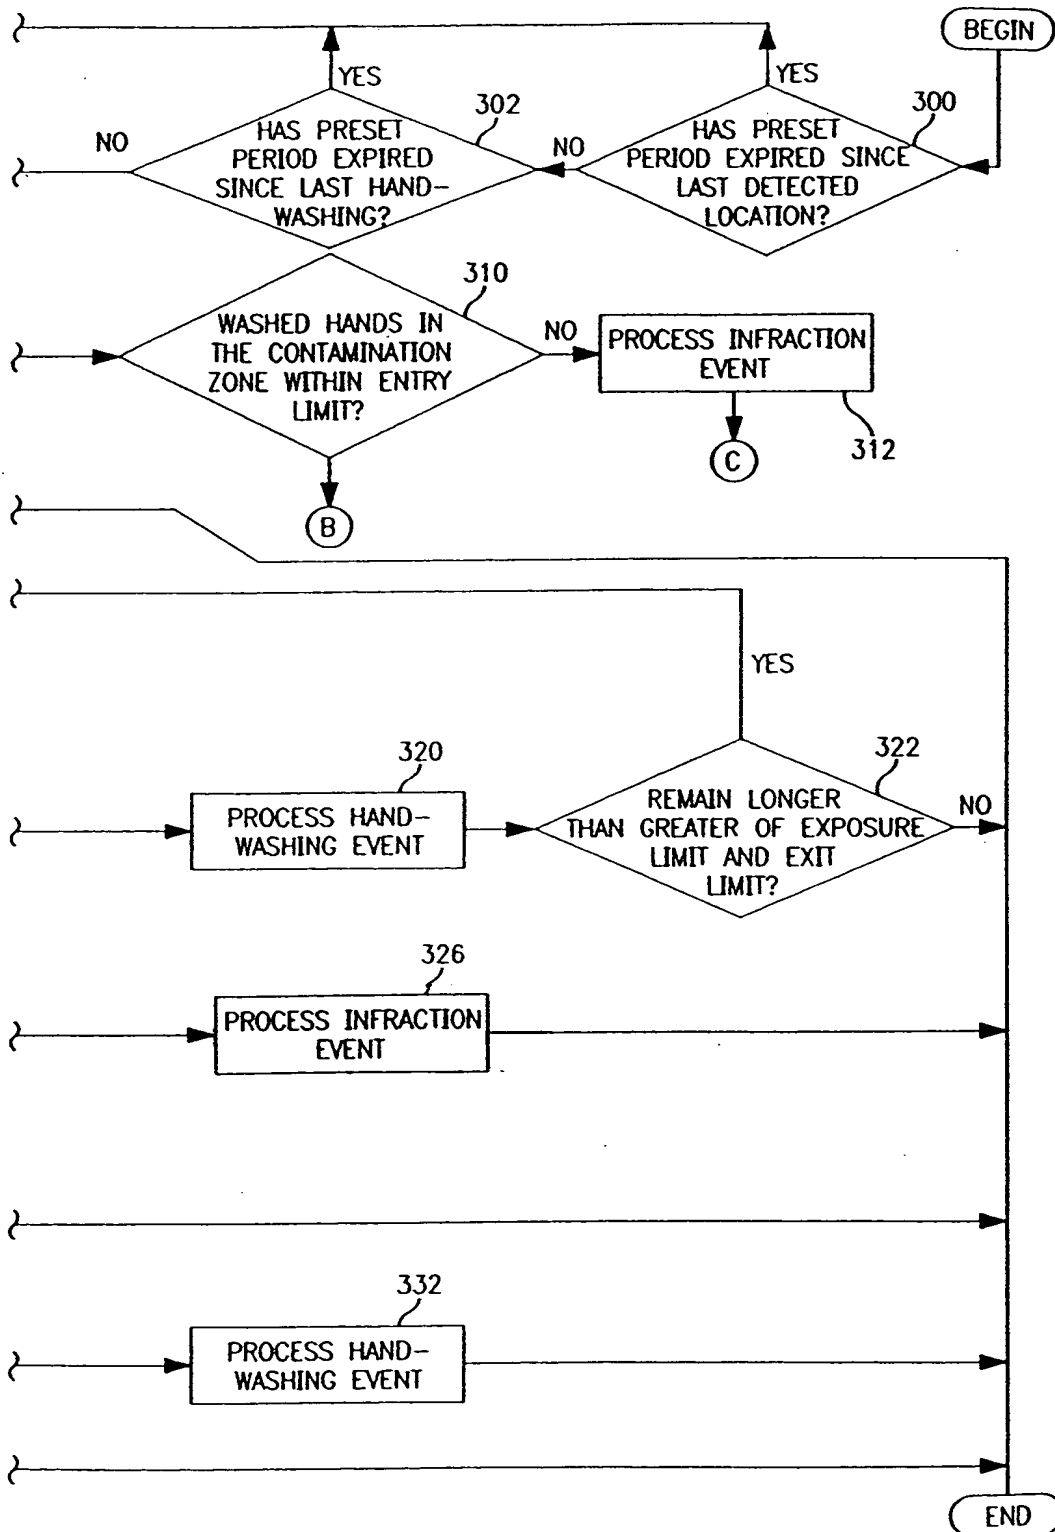 BEGIN
YES
YES
302
300
NO
HAS PRESET
PERIOD EXPIRED
SINCE LAST HAND-
WASHING?
NO
HAS PRESET
PERIOD EXPIRED SINCE
LAST DETECTED
LOCATION?
310
WASHED HANDS IN
THE CONTAMINATION
ZONE WITHIN ENTRY
LIMIT?
NO
PROCESS INFRACTION
EVENT
312
C
B
YES
320
PROCESS HAND-
WASHING EVENT
322
REMAIN LONGER
THAN GREATER OF EXPOSURE
LIMIT AND EXIT
LIMIT?
NO
326
PROCESS INFRACTION
EVENT
332
PROCESS HAND-
WASHING EVENT
END